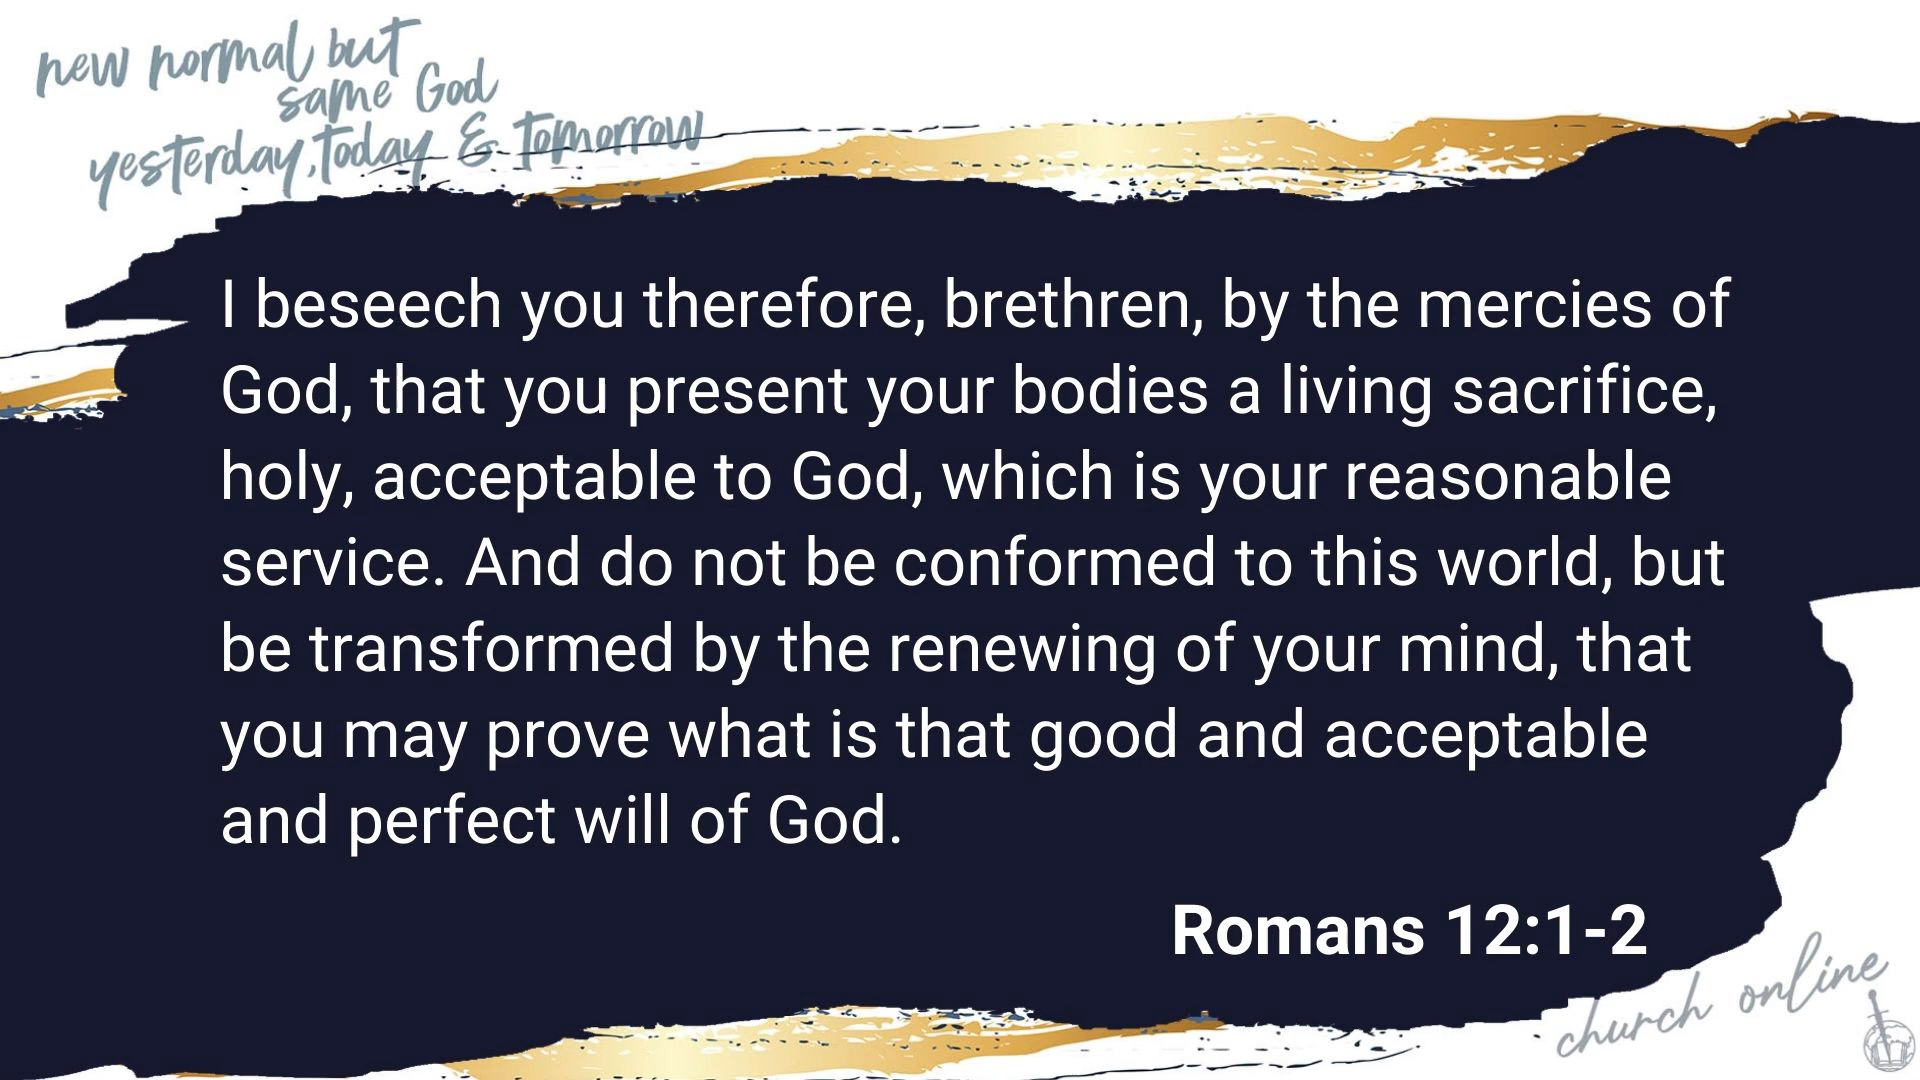 new normal but
same God
yesterday, today & tomorrow
I beseech you therefore, brethren, by the mercies of
God, that you present your bodies a living sacrifice,
holy, acceptable to God, which is your reasonable
service. And do not be conformed to this world, but
be transformed by the renewing of your mind, that
you may prove what is that good and acceptable
and perfect will of God.
Romans 12:1-2
church online